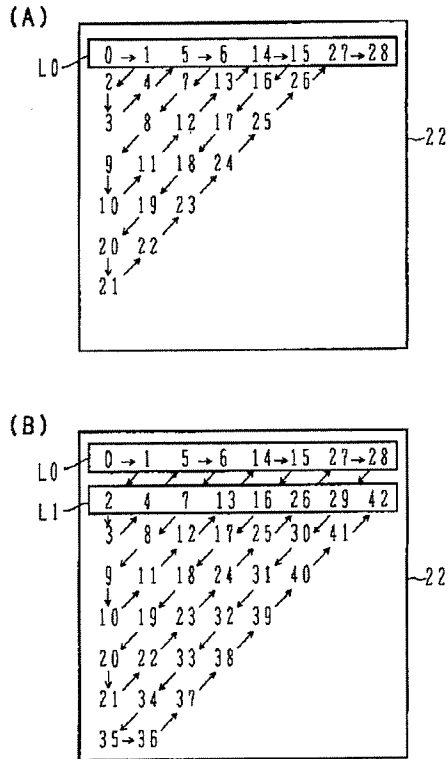 (A)
L0
0 → 1 5 → 6 14 → 15 27 → 28
2 4 7 13 16 26
3 8 12 17 25
22
9 11 18 24
10 19 23
20 22
21
(B)
L0
0 → 1 5 → 6 14 → 15 27 → 28
L1
2 4 7 13 16 26 29 42
3 8 12 17 25 30 41
9 11 18 24 31 40
22
10 19 23 32 39
20 22 33 38
21 34 37
35 → 36